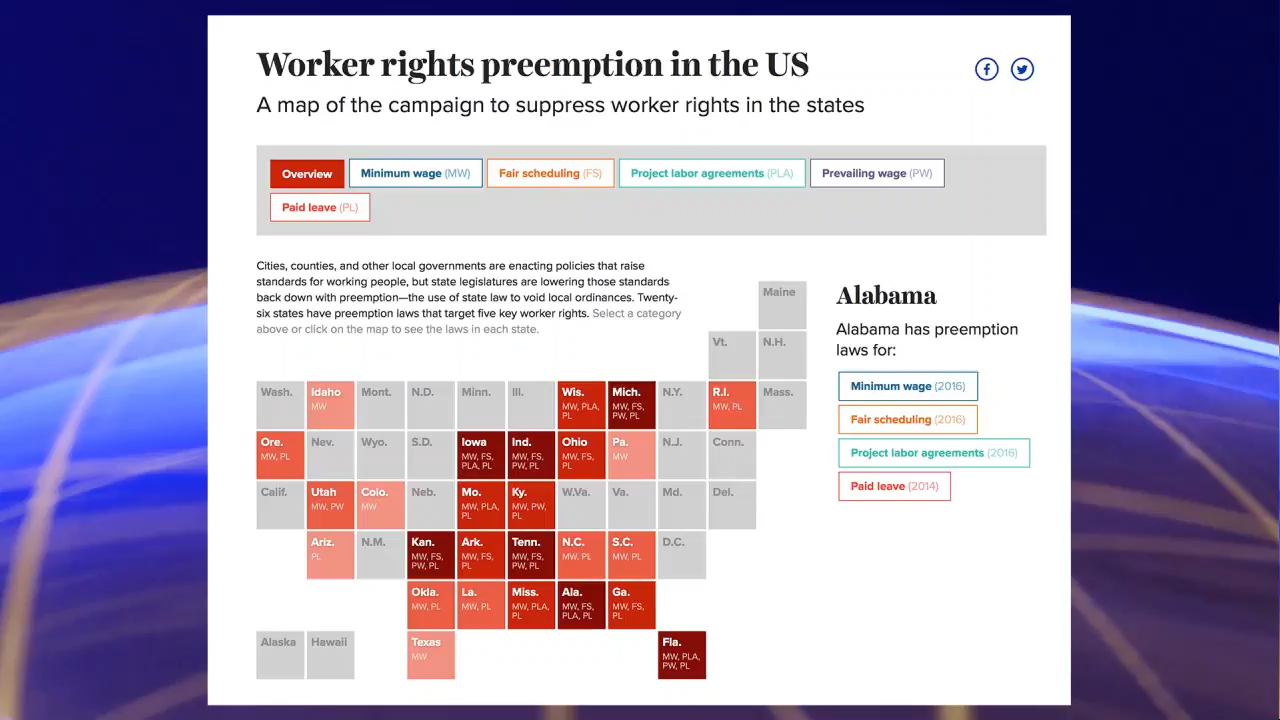 Worker rights preemption in the US
A map of the campaign to suppress worker rights in the states
Overview
Minimum wage (MW)
Fair scheduling (FS)
Project labor agreements (PLA)
Prevailing wage (PW)
Paid leave (PL)
Cities, counties, and other local governments are enacting policies that raise
standards for working people, but state legislatures are lowering those standards
back down with preemption—the use of state law to void local ordinances. Twenty-
six states have preemption laws that target five key worker rights. Select a category
above or click on the map to see the laws in each state.
Maine
Vt.
N.H.
Wash.
Idaho
MW
Mont.
N.D.
Minn.
Ill.
Wis.
MW, PLA,
PL
Mich.
MW, FS,
PW, PL
N.Y.
R.I.
MW, PL
Mass.
Ore.
MW, PL
Nev.
Wyo.
S.D.
Iowa
MW, FS,
PLA, PL
Ind.
MW, FS,
PW, PL
Ohio
MW, FS,
PL
Pa.
MW
N.J.
Conn.
Calif.
Utah
MW, PW
Colo.
MW
Neb.
Mo.
MW, PLA,
PL
Ky.
MW, PW,
PL
W.Va.
Va.
Md.
Del.
Ariz.
PL
N.M.
Kan.
MW, FS,
PW, PL
Ark.
MW, FS,
PL
Tenn.
MW, FS,
PW, PL
N.C.
MW, PL
S.C.
MW, PL
D.C.
Okla.
MW, PL
La.
MW, PL
Miss.
MW, PLA,
PL
Ala.
MW, FS,
PLA, PL
Ga.
MW, FS,
PL
Alaska
Hawaii
Texas
MW
Fla.
MW, PLA,
PW, PL
Alabama
Alabama has preemption
laws for:
Minimum wage (2016)
Fair scheduling (2016)
Project labor agreements (2016)
Paid leave (2014)